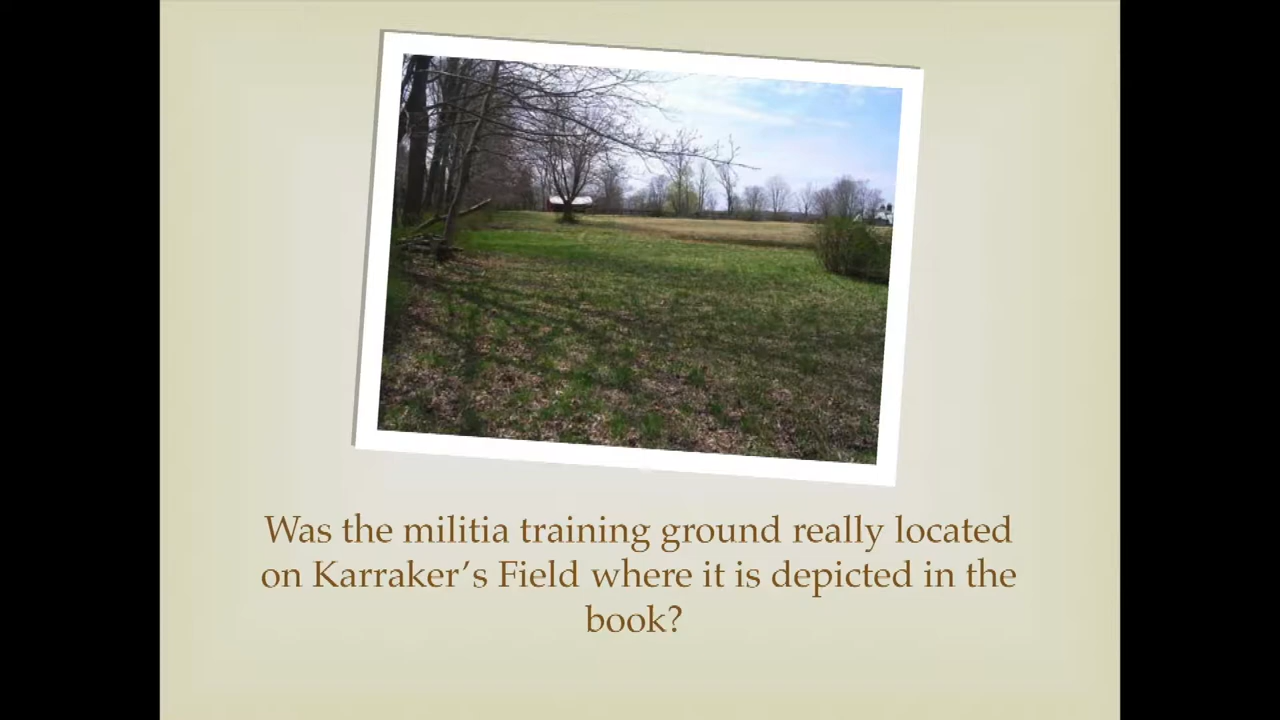 Was the militia training ground really located
on Karraker’s Field where it is depicted in the
book?